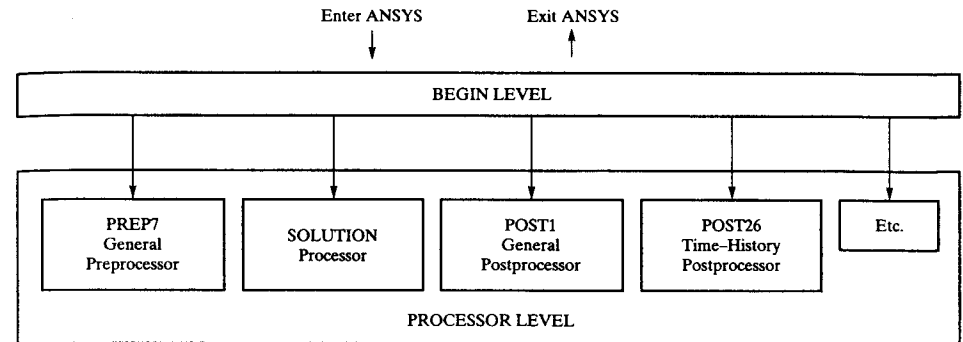 Enter ANSYS
Exit ANSYS
BEGIN LEVEL
PREP7
General
Preprocessor
SOLUTION
Processor
POST1
General
Postprocessor
POST26
Time–History
Postprocessor
Etc.
PROCESSOR LEVEL